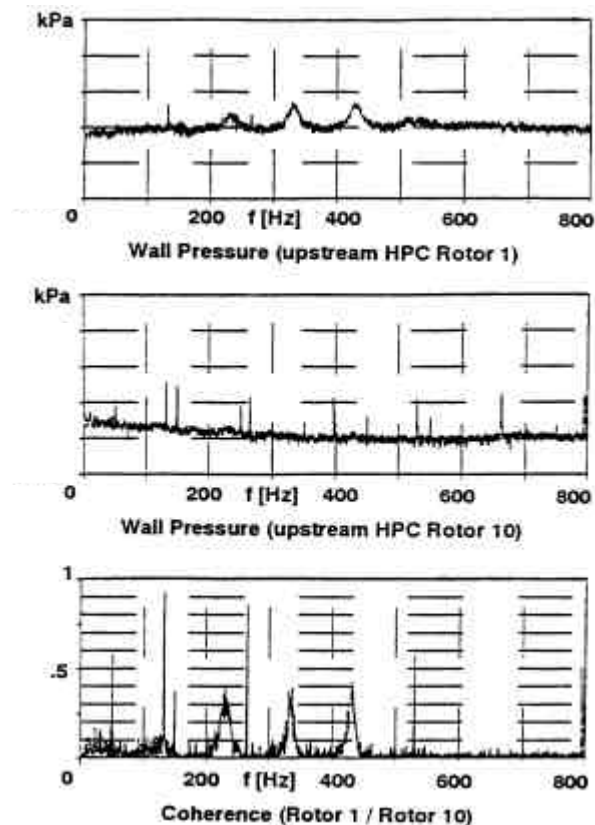 kPa
0 200 f [Hz] 400 600 800
Wall Pressure (upstream HPC Rotor 1)
kPa
0 200 f [Hz] 400 600 800
Wall Pressure (upstream HPC Rotor 10)
1
.5
0 200 f [Hz] 400 600 800
Coherence (Rotor 1 / Rotor 10)